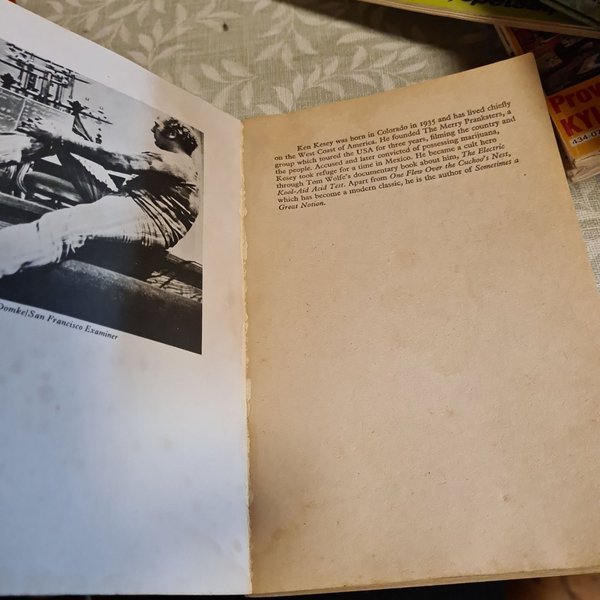 Ken Kesey was born in Colorado in 1935 and has lived chiefly
on the West Coast of America. He founded The Merry Pranksters, a
group which toured the USA for three years, filming the country and
the people. Accused and later convicted of possessing marijuana,
Kesey took refuge for a time in Mexico. He became a cult hero
through Tom Wolfe's documentary book about him, The Electric
Kool-Aid Acid Test. Apart from One Flew Over the Cuckoo's Nest,
which has become a modern classic, he is the author of Sometimes a
Great Notion.
Domke/San Francisco Examiner